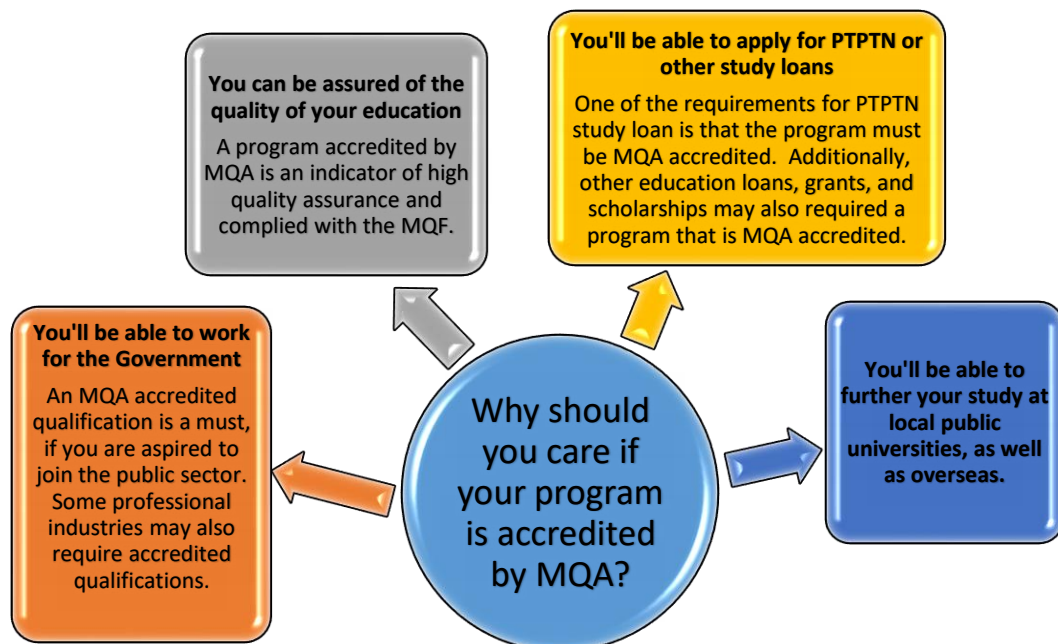 You can be assured of the
quality of your education
A program accredited by
MQA is an indicator of high
quality assurance and
complied with the MQF.
You'll be able to apply for PTPTN or
other study loans
One of the requirements for PTPTN
study loan is that the program must
be MQA accredited. Additionally,
other education loans, grants, and
scholarships may also required a
program that is MQA accredited.
You'll be able to work
for the Government
An MQA accredited
qualification is a must,
if you are aspired to
join the public sector.
Some professional
industries may also
require accredited
qualifications.
Why should
you care if
your program
is accredited
by MQA?
You'll be able to
further your study at
local public
universities, as well
as overseas.